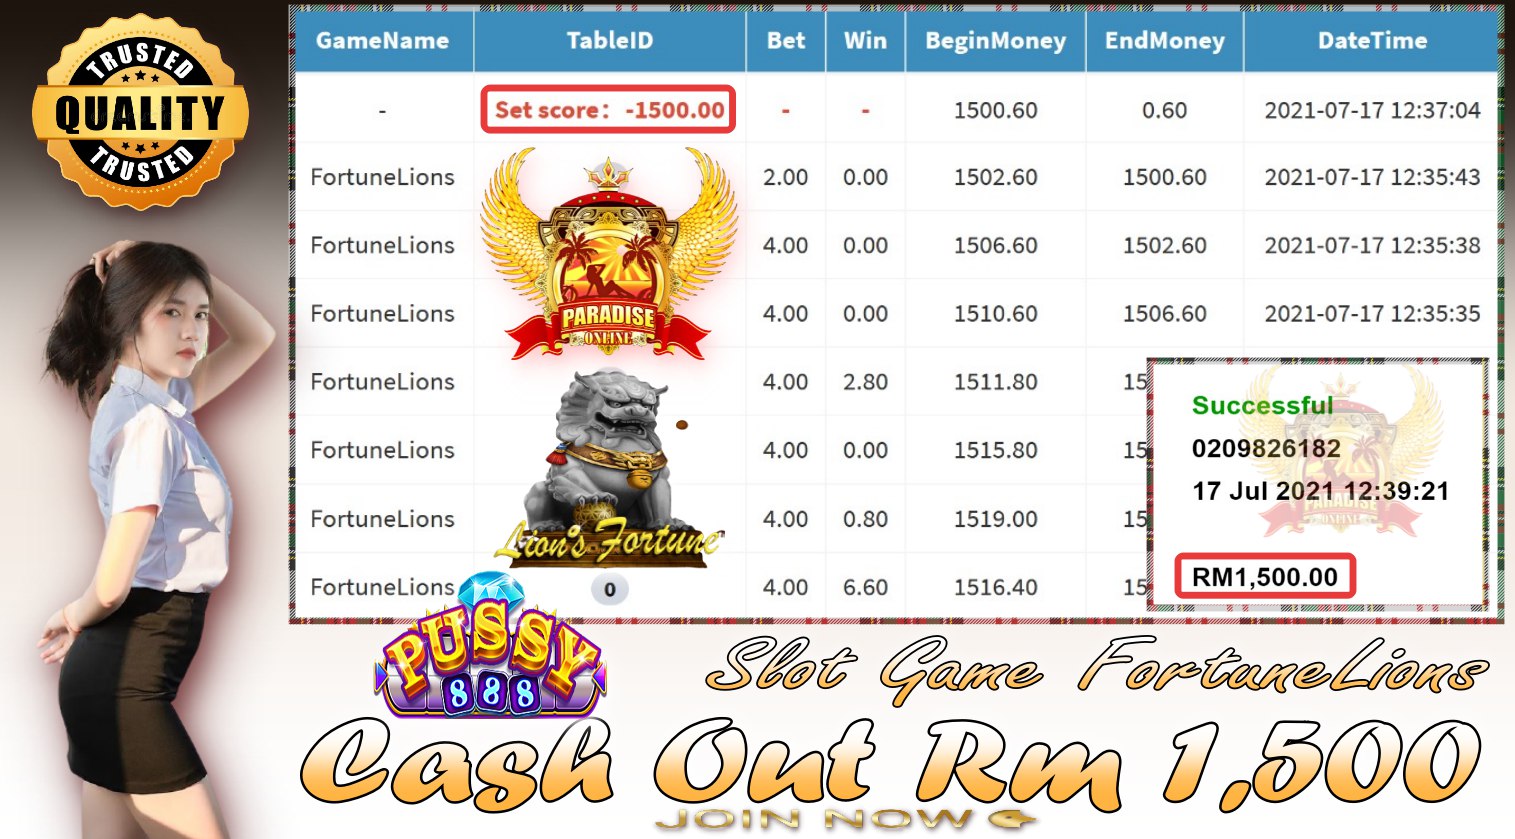 TRUSTED
QUALITY
TRUSTED
GameName TableID Bet Win BeginMoney EndMoney DateTime
- Set score: -1500.00 - - 1500.60 0.60 2021-07-17 12:37:04
FortuneLions 2.00 0.00 1502.60 1500.60 2021-07-17 12:35:43
FortuneLions 4.00 0.00 1506.60 1502.60 2021-07-17 12:35:38
FortuneLions 4.00 0.00 1510.60 1506.60 2021-07-17 12:35:35
PARADISE
ONLINE
FortuneLions 4.00 2.80 1511.80 15
FortuneLions 4.00 0.00 1515.80 15
FortuneLions 4.00 0.80 1519.00 15
Lion's Fortune
FortuneLions 0 4.00 6.60 1516.40 15
Successful
0209826182
17 Jul 2021 12:39:21
PARADISE
ONLINE
RM1,500.00
PUSSY
888
Slot Game FortuneLions
Cash Out Rm 1,500
JOIN NOW